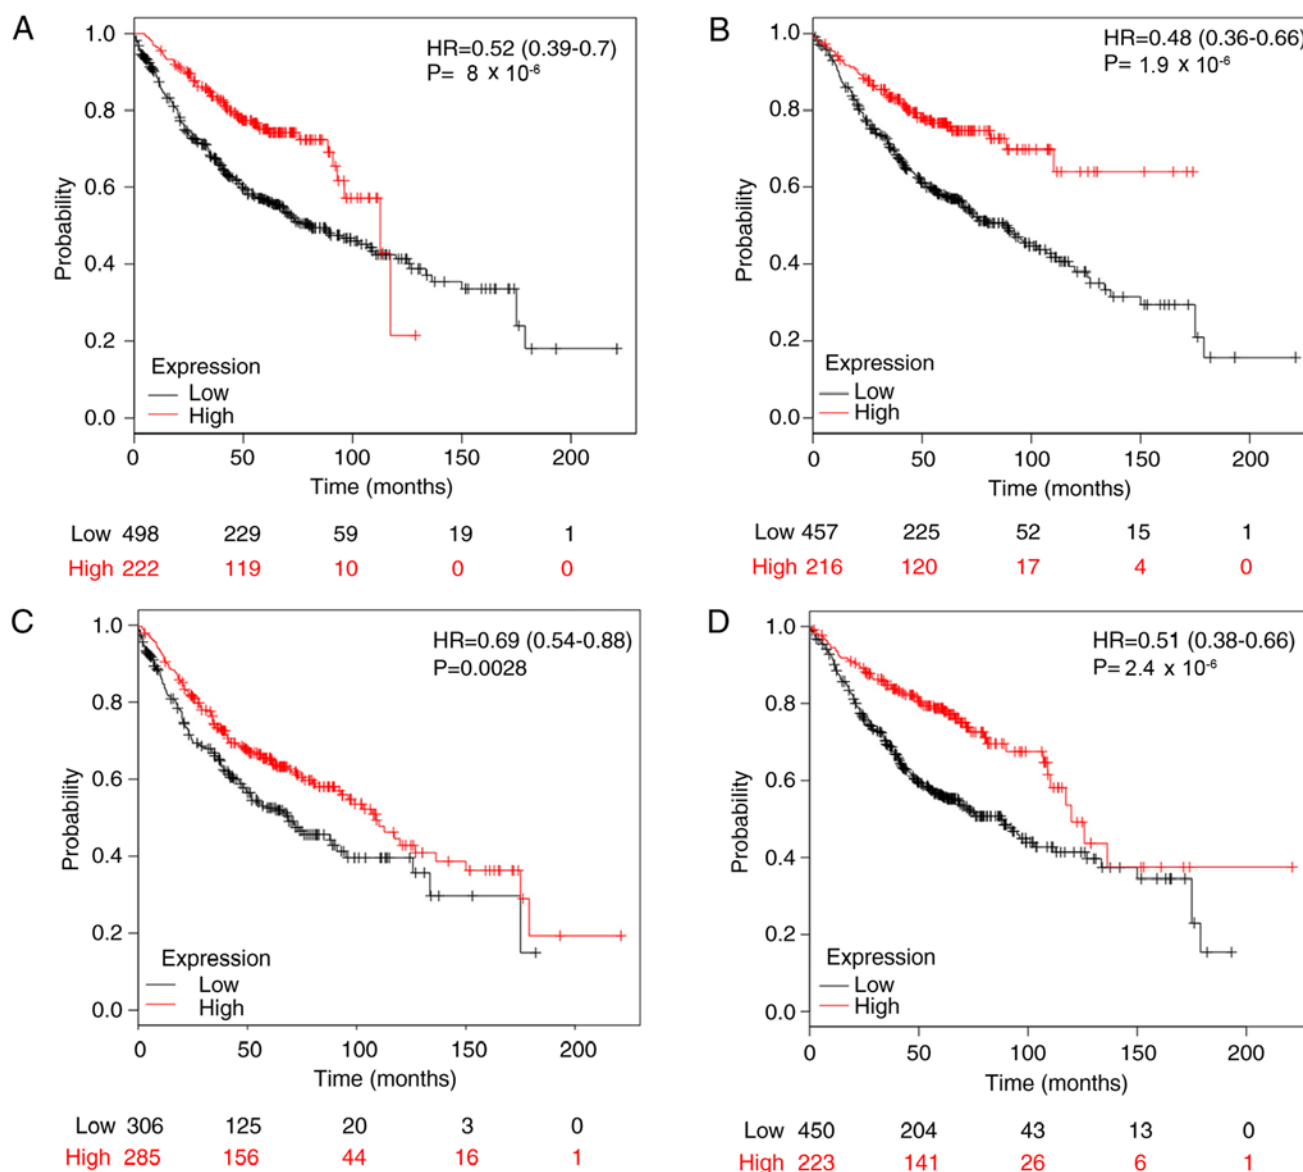 A
HR=0.52 (0.39-0.7)
P= 8 x 10-6
1.0
0.8
0.6
0.4
0.2
0.0
Probability
Expression
Low
High
0 50 100 150 200
Time (months)
Low 498 229 59 19 1
High 222 119 10 0 0
B
HR=0.48 (0.36-0.66)
P= 1.9 x 10-6
1.0
0.8
0.6
0.4
0.2
0.0
Probability
Expression
Low
High
0 50 100 150 200
Time (months)
Low 457 225 52 15 1
High 216 120 17 4 0
C
HR=0.69 (0.54-0.88)
P=0.0028
1.0
0.8
0.6
0.4
0.2
0.0
Probability
Expression
Low
High
0 50 100 150 200
Time (months)
Low 306 125 20 3 0
High 285 156 44 16 1
D
HR=0.51 (0.38-0.66)
P= 2.4 x 10-6
1.0
0.8
0.6
0.4
0.2
0.0
Probability
Expression
Low
High
0 50 100 150 200
Time (months)
Low 450 204 43 13 0
High 223 141 26 6 1